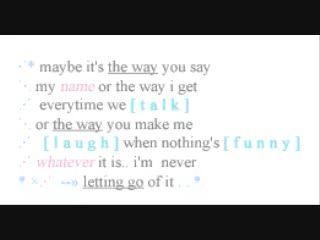 .·´* maybe it's the way you say
`·. my name or the way i get
.·´ everytime we [ t a l k ]
`·. or the way you make me
.·´ [ l a u g h ] when nothing's [ f u n n y ]
.·´ whatever it is.. i'm never
* ×.·´ --» letting go of it . . *